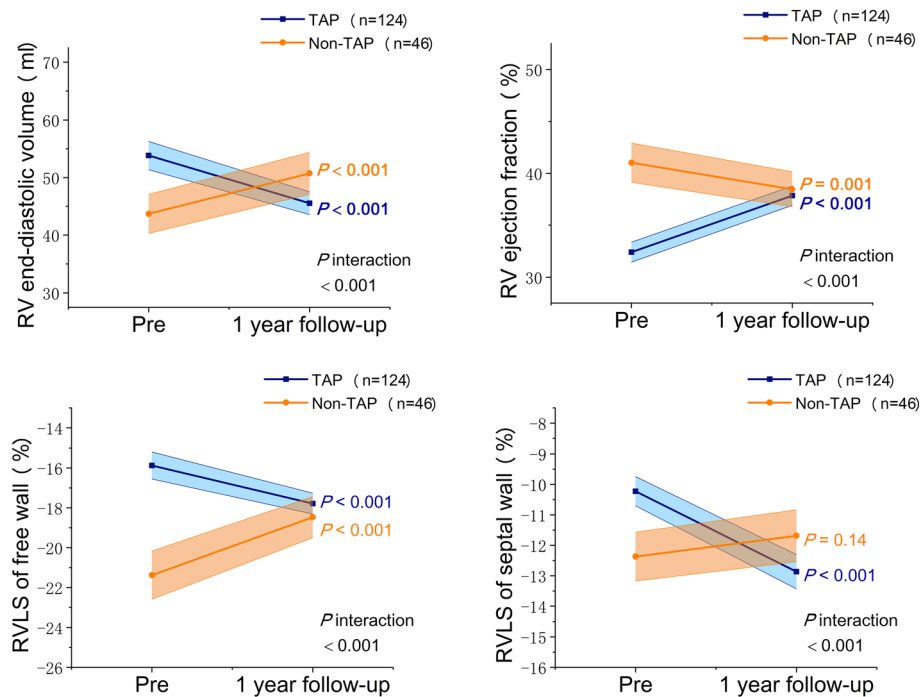 TAP ( n=124)
Non-TAP ( n=46)
RV end-diastolic volume ( ml)
70
60
50
40
30
P < 0.001
P < 0.001
P interaction
< 0.001
Pre
1 year follow-up
TAP ( n=124)
Non-TAP ( n=46)
RV ejection fraction ( %)
50
40
30
P = 0.001
P < 0.001
P interaction
< 0.001
Pre
1 year follow-up
TAP ( n=124)
Non-TAP ( n=46)
RVLS of free wall ( %)
-14
-16
-18
-20
-22
-24
-26
P < 0.001
P < 0.001
P interaction
< 0.001
Pre
1 year follow-up
TAP ( n=124)
Non-TAP ( n=46)
RVLS of septal wall ( %)
-8
-9
-10
-11
-12
-13
-14
-15
-16
P = 0.14
P < 0.001
P interaction
< 0.001
Pre
1 year follow-up